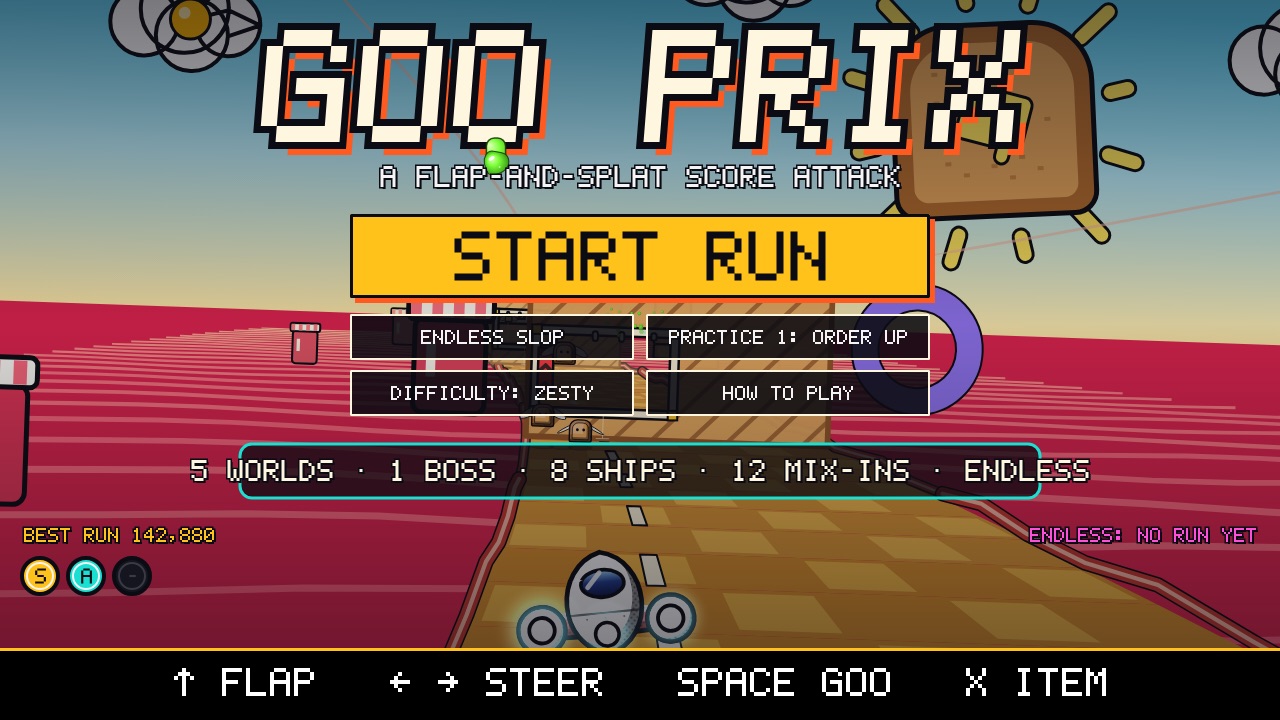 GOO PRIX
A FLAP-AND-SPLAT SCORE ATTACK
START RUN
ENDLESS SLOP
PRACTICE 1: ORDER UP
DIFFICULTY: ZESTY
HOW TO PLAY
5 WORLDS · 1 BOSS · 8 SHIPS · 12 MIX-INS · ENDLESS
BEST RUN 142,880
ENDLESS: NO RUN YET
S A -
↑ FLAP ← → STEER SPACE GOO X ITEM